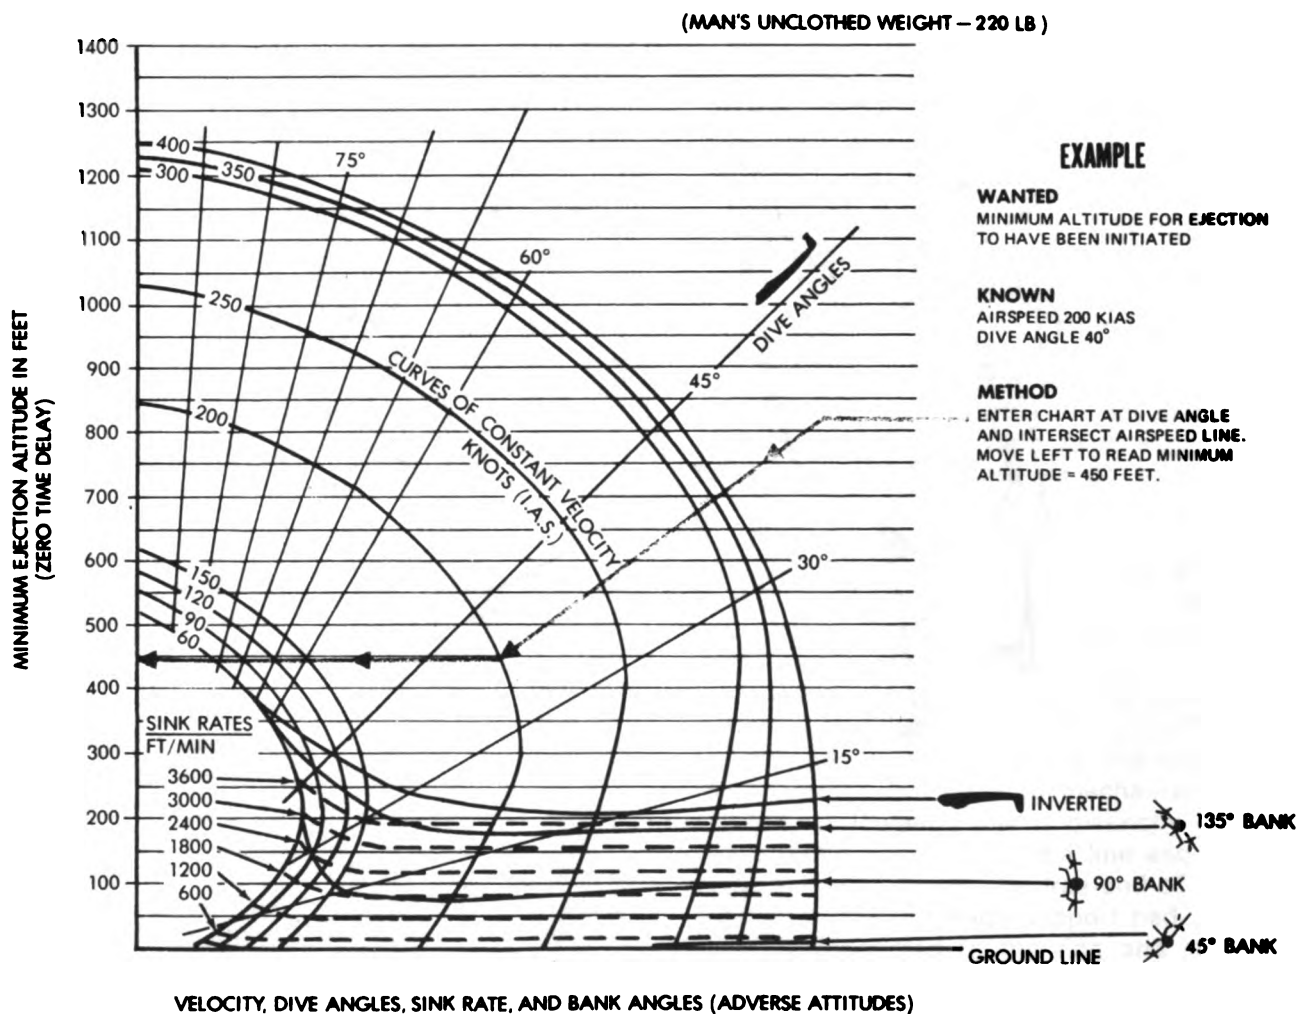 (MAN'S UNCLOTHED WEIGHT – 220 LB )
MINIMUM EJECTION ALTITUDE IN FEET
(ZERO TIME DELAY)
1400
1300
1200
1100
1000
900
800
700
600
500
400
300
200
100
400
350
300
250
200
150
120
90
60
75°
60°
45°
30°
15°
DIVE ANGLES
CURVES OF CONSTANT VELOCITY
KNOTS (I.A.S.)
SINK RATES
FT/MIN
3600
3000
2400
1800
1200
600
INVERTED
135° BANK
90° BANK
45° BANK
GROUND LINE
EXAMPLE
WANTED
MINIMUM ALTITUDE FOR EJECTION
TO HAVE BEEN INITIATED
KNOWN
AIRSPEED 200 KIAS
DIVE ANGLE 40°
METHOD
ENTER CHART AT DIVE ANGLE
AND INTERSECT AIRSPEED LINE.
MOVE LEFT TO READ MINIMUM
ALTITUDE = 450 FEET.
VELOCITY, DIVE ANGLES, SINK RATE, AND BANK ANGLES (ADVERSE ATTITUDES)